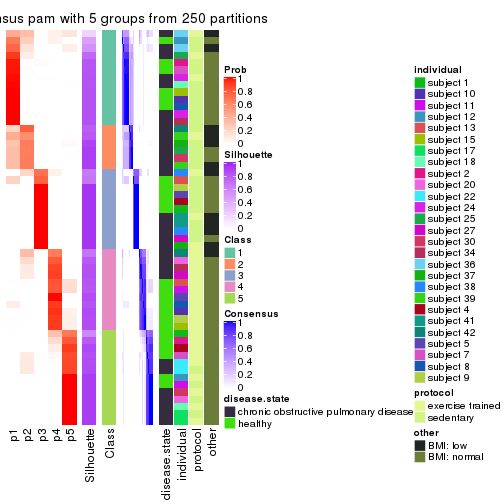 nsus pam with 5 groups from 250 partitions
Prob
1
0.8
0.6
0.4
0.2
0
Silhouette
1
0.8
0.6
0.4
0.2
0
Class
1
2
3
4
5
Consensus
1
0.8
0.6
0.4
0.2
0
disease.state
chronic obstructive pulmonary disease
healthy
individual
subject 1
subject 10
subject 11
subject 12
subject 13
subject 15
subject 17
subject 18
subject 2
subject 20
subject 22
subject 24
subject 25
subject 27
subject 30
subject 34
subject 36
subject 37
subject 38
subject 39
subject 4
subject 41
subject 42
subject 5
subject 7
subject 8
subject 9
protocol
exercise trained
sedentary
other
BMI: low
BMI: normal
p1
p2
p3
p4
p5
Silhouette
Class
disease.state
individual
protocol
other